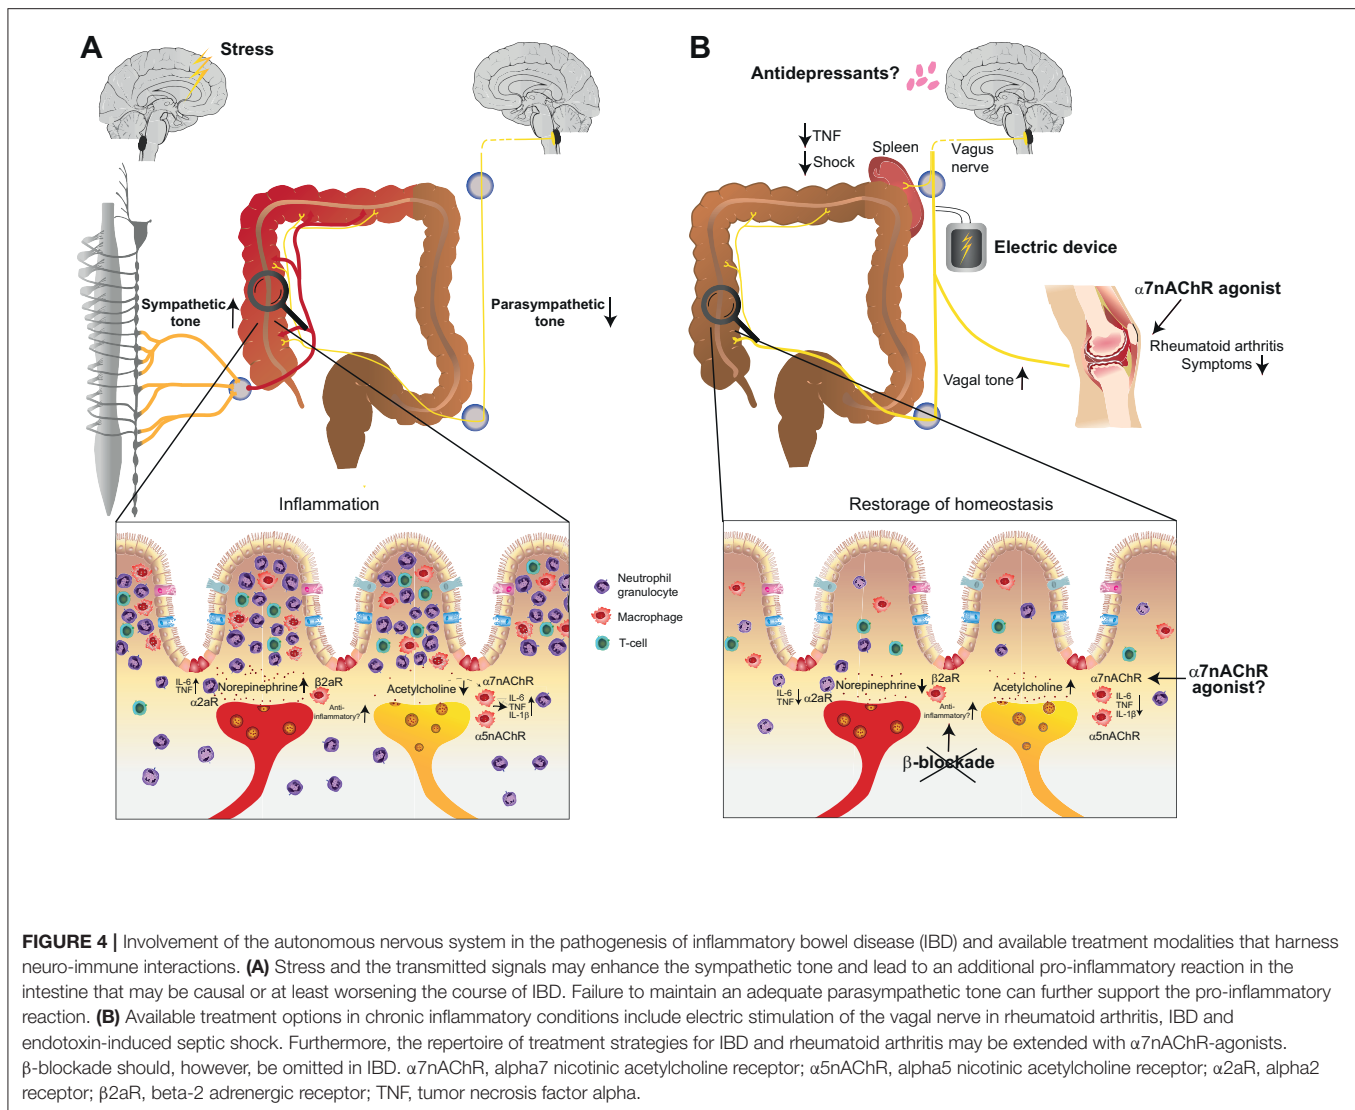 A
Stress
Sympathetic
tone
Parasympathetic
tone
Inflammation
IL-6
TNF
α2aR
Norepinephrine
β2aR
Anti-
inflammatory?
Acetylcholine
α7nAChR
IL-6
TNF
IL-1β
α5nAChR
Neutrophil
granulocyte
Macrophage
T-cell
B
Antidepressants?
TNF
Shock
Spleen
Vagus
nerve
Electric device
α7nAChR agonist
Rheumatoid arthritis
Symptoms
Vagal tone
Restorage of homeostasis
IL-6
TNF
α2aR
Norepinephrine
β2aR
Anti-
inflammatory?
β-blockade
Acetylcholine
α7nAChR
IL-6
TNF
IL-1β
α5nAChR
α7nAChR
agonist?
FIGURE 4 | Involvement of the autonomous nervous system in the pathogenesis of inflammatory bowel disease (IBD) and available treatment modalities that harness
neuro-immune interactions. (A) Stress and the transmitted signals may enhance the sympathetic tone and lead to an additional pro-inflammatory reaction in the
intestine that may be causal or at least worsening the course of IBD. Failure to maintain an adequate parasympathetic tone can further support the pro-inflammatory
reaction. (B) Available treatment options in chronic inflammatory conditions include electric stimulation of the vagal nerve in rheumatoid arthritis, IBD and
endotoxin-induced septic shock. Furthermore, the repertoire of treatment strategies for IBD and rheumatoid arthritis may be extended with α7nAChR-agonists.
β-blockade should, however, be omitted in IBD. α7nAChR, alpha7 nicotinic acetylcholine receptor; α5nAChR, alpha5 nicotinic acetylcholine receptor; α2aR, alpha2
receptor; β2aR, beta-2 adrenergic receptor; TNF, tumor necrosis factor alpha.